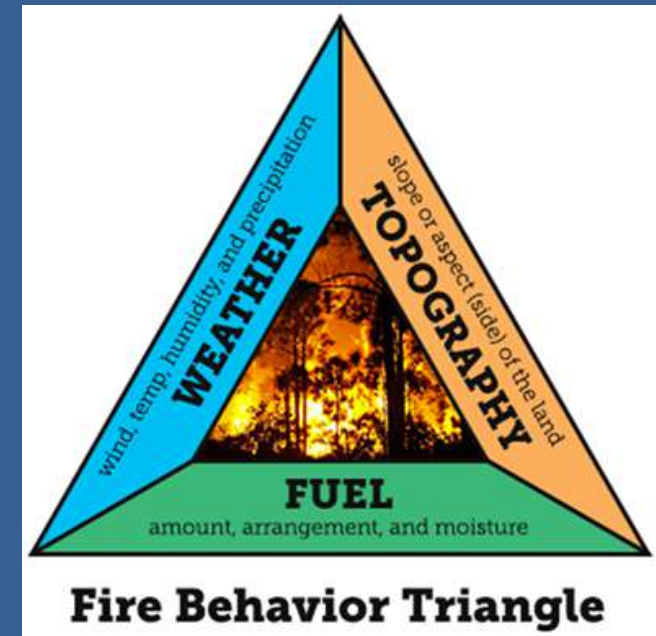 wind, temp, humidity, and precipitation
WEATHER
slope or aspect (side) of the land
TOPOGRAPHY
FUEL
amount, arrangement, and moisture
Fire Behavior Triangle